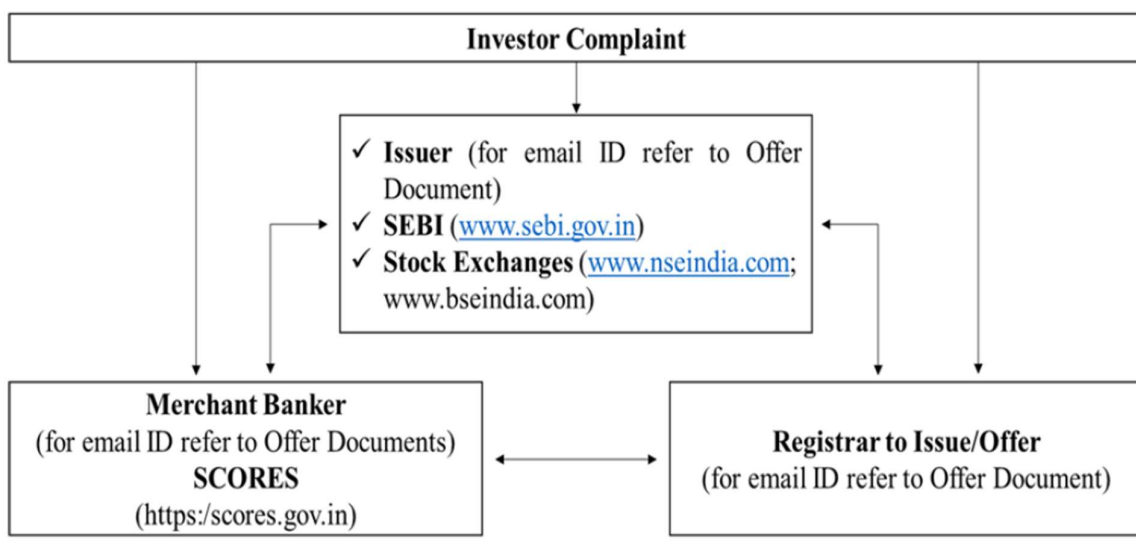 Investor Complaint
✓ Issuer (for email ID refer to Offer
Document)
✓ SEBI (www.sebi.gov.in)
✓ Stock Exchanges (www.nseindia.com;
www.bseindia.com)
Merchant Banker
(for email ID refer to Offer Documents)
SCORES
(https:/scores.gov.in)
Registrar to Issue/Offer
(for email ID refer to Offer Document)